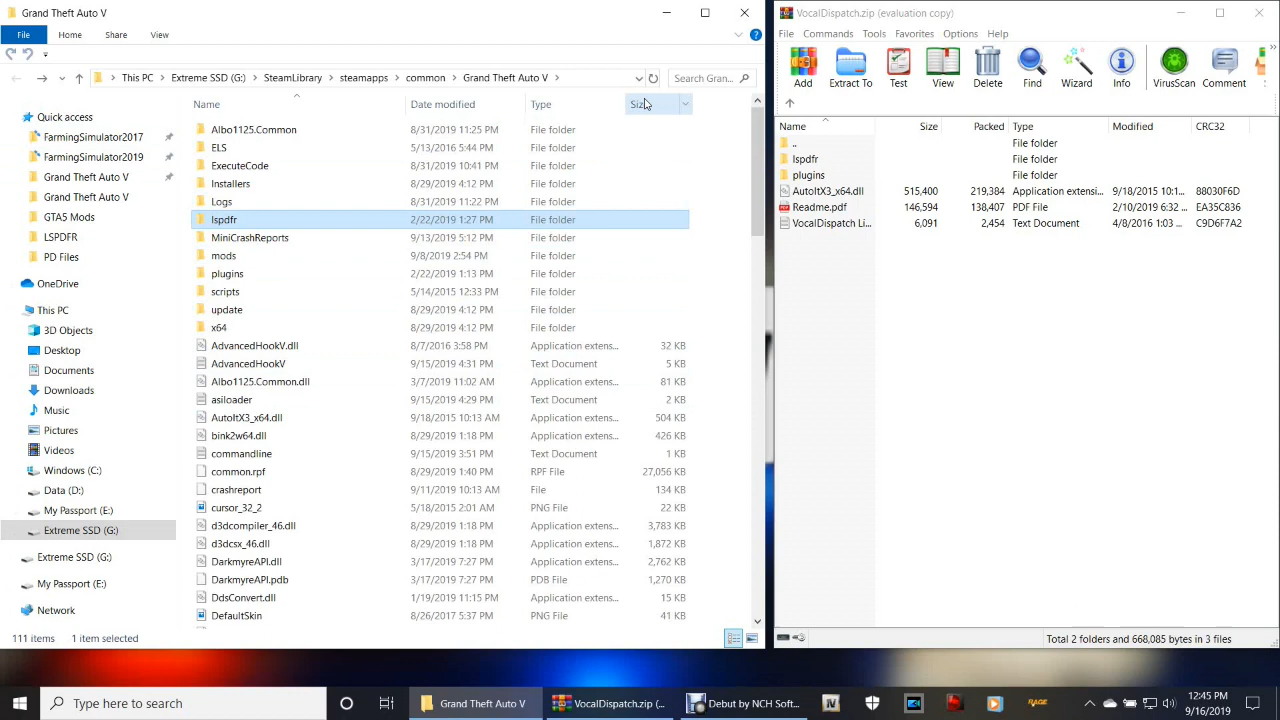 Grand Theft Auto V
File Home Share View
This PC Extreme SSD (G:) SteamLibrary steamapps common Grand Theft Auto V Search Gran...
Name Date modified Type Size
Quick access
FarmingSimulator2017
FarmingSimulator2019
Grand Theft Auto V
Grand Theft Auto V
GTA5 Mods
LSPDFR
PD Files
OneDrive
This PC
3D Objects
Desktop
Documents
Downloads
Music
Pictures
Videos
Windows (C:)
Data (D:)
My Passport (E:)
Extreme SSD (G:)
Extreme SSD (G:)
My Passport (E:)
Network
Albo1125.Common 8/31/2019 11:25 PM File folder
ELS 5/13/2016 5:44 PM File folder
ExecuteCode 8/31/2019 10:41 PM File folder
Installers 8/29/2019 4:12 PM File folder
Logs 8/31/2019 11:22 PM File folder
lspdfr 2/22/2019 1:27 PM File folder
MiniCrashReports 9/13/2019 5:12 PM File folder
mods 9/8/2019 2:54 PM File folder
plugins 2/22/2019 1:13 PM File folder
scripts 5/14/2015 12:33 PM File folder
update 8/29/2019 4:12 PM File folder
x64 8/29/2019 4:12 PM File folder
AdvancedHookV.dll 8/7/2016 3:58 PM Application extens... 32 KB
AdvancedHookV 9/15/2019 4:31 PM Text Document 5 KB
Albo1125.Common.dll 3/7/2019 11:02 AM Application extens... 81 KB
asiloader 9/15/2019 4:29 PM Text Document 2 KB
AutoItX3_x64.dll 9/18/2015 10:13 AM Application extens... 504 KB
bink2w64.dll 8/29/2019 1:18 PM Application extens... 426 KB
commandline 9/15/2019 3:51 PM Text Document 1 KB
common.rpf 8/29/2019 1:40 PM RPF File 27,056 KB
crashreport 9/11/2019 10:13 AM File 134 KB
cursor_32_2 5/18/2015 2:01 AM PNG File 22 KB
d3dcompiler_46.dll 8/29/2019 1:18 PM Application extens... 3,783 KB
d3dcsx_46.dll 8/29/2019 1:18 PM Application extens... 1,872 KB
DarkmyreAPI.dll 3/17/2019 7:27 PM Application extens... 2,762 KB
DarkmyreAPI.pdb 3/17/2019 7:27 PM PDB File 1,270 KB
DdsConvert.dll 1/19/2019 11:15 PM Application extens... 15 KB
DefaultSkin 8/26/2017 5:37 PM PNG File 41 KB
111 items 1 item selected
VocalDispatch.zip (evaluation copy)
File Commands Tools Favorites Options Help
Add Extract To Test View Delete Find Wizard Info VirusScan Comment S
Name Size Packed Type Modified CRC32
.. File folder
lspdfr File folder
plugins File folder
AutoItX3_x64.dll 515,400 219,384 Application extensi... 9/18/2015 10:1... 88030F6D
Readme.pdf 146,594 138,407 PDF File 2/10/2019 6:32 ... EA35C836
VocalDispatch Li... 6,091 2,454 Text Document 4/8/2016 1:03 ... C9D6F7A2
Total 2 folders and 668,085 bytes in 3 files
Type here to search
Grand Theft Auto V
VocalDispatch.zip (...
Debut by NCH Soft...
RAGE
12:45 PM
9/16/2019